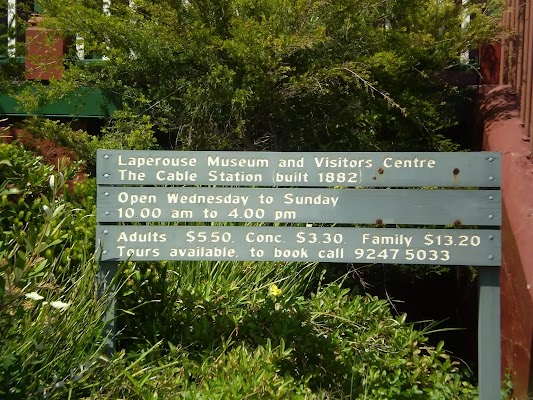 Laperouse Museum and Visitors Centre
The Cable Station (built 1882)
Open Wednesday to Sunday
10.00 am to 4.00 pm
Adults $5.50. Conc. $3.30. Family $13.20
Tours available, to book call 9247 5033